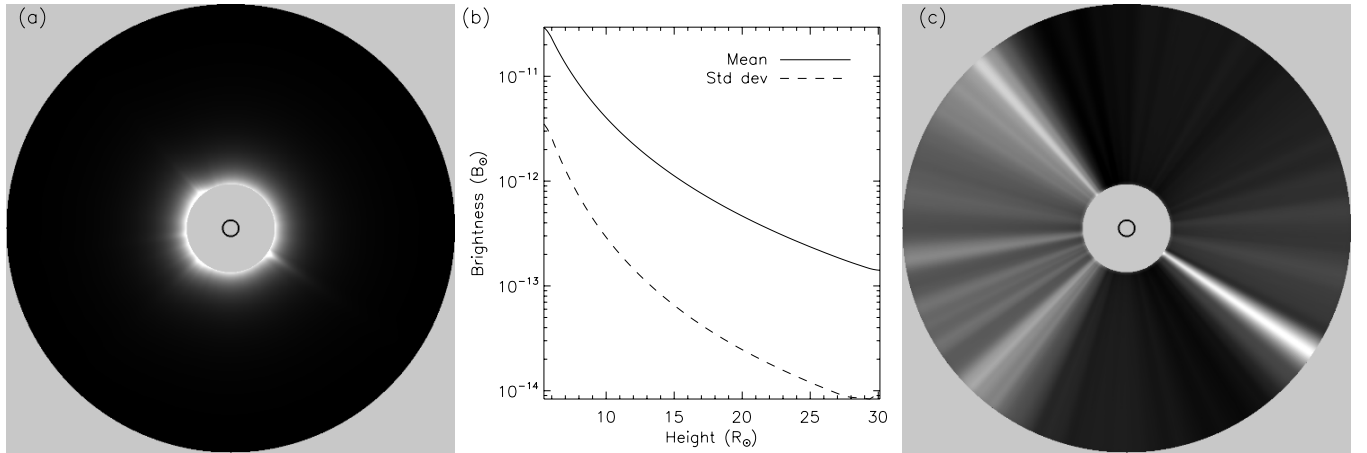 (a)
(b)
(c)
Mean
Std dev
10⁻¹¹
10⁻¹²
10⁻¹³
10⁻¹⁴
Brightness (B☉)
10 15 20 25 30
Height (R☉)